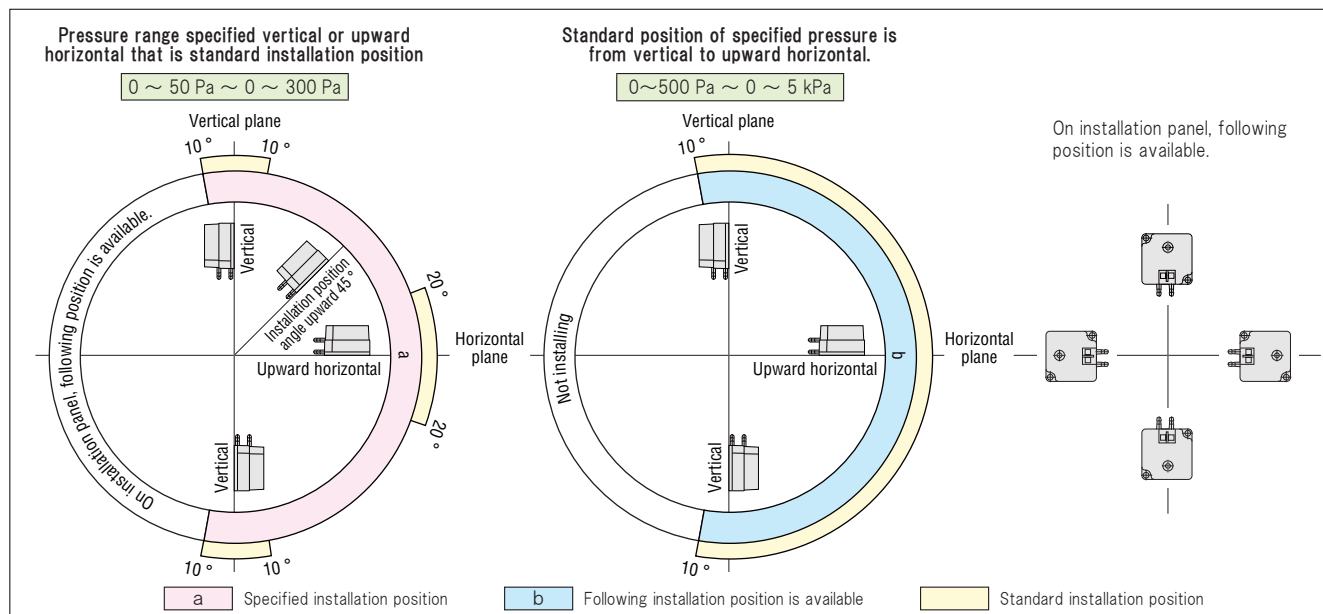 Pressure range specified vertical or upward
horizontal that is standard installation position
0 ～ 50 Pa ～ 0 ～ 300 Pa
Vertical plane
10°
10°
On installation panel, following position is available.
Vertical
Installation position
angle upward 45°
20°
a
Upward horizontal
Horizontal
plane
20°
Vertical
10°
10°
Standard position of specified pressure is
from vertical to upward horizontal.
0～500 Pa ～ 0 ～ 5 kPa
Vertical plane
10°
Not installing
Vertical
b
Upward horizontal
Horizontal
plane
Vertical
10°
On installation panel, following
position is available.
a Specified installation position
b Following installation position is available
Standard installation position